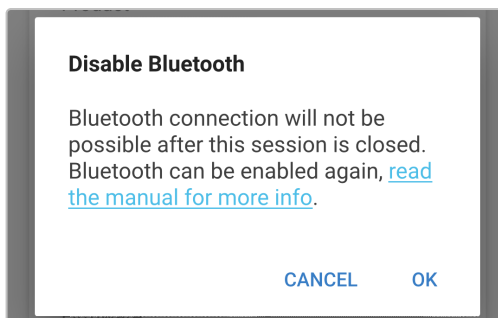 Disable Bluetooth
Bluetooth connection will not be
possible after this session is closed.
Bluetooth can be enabled again, read
the manual for more info.
CANCEL OK